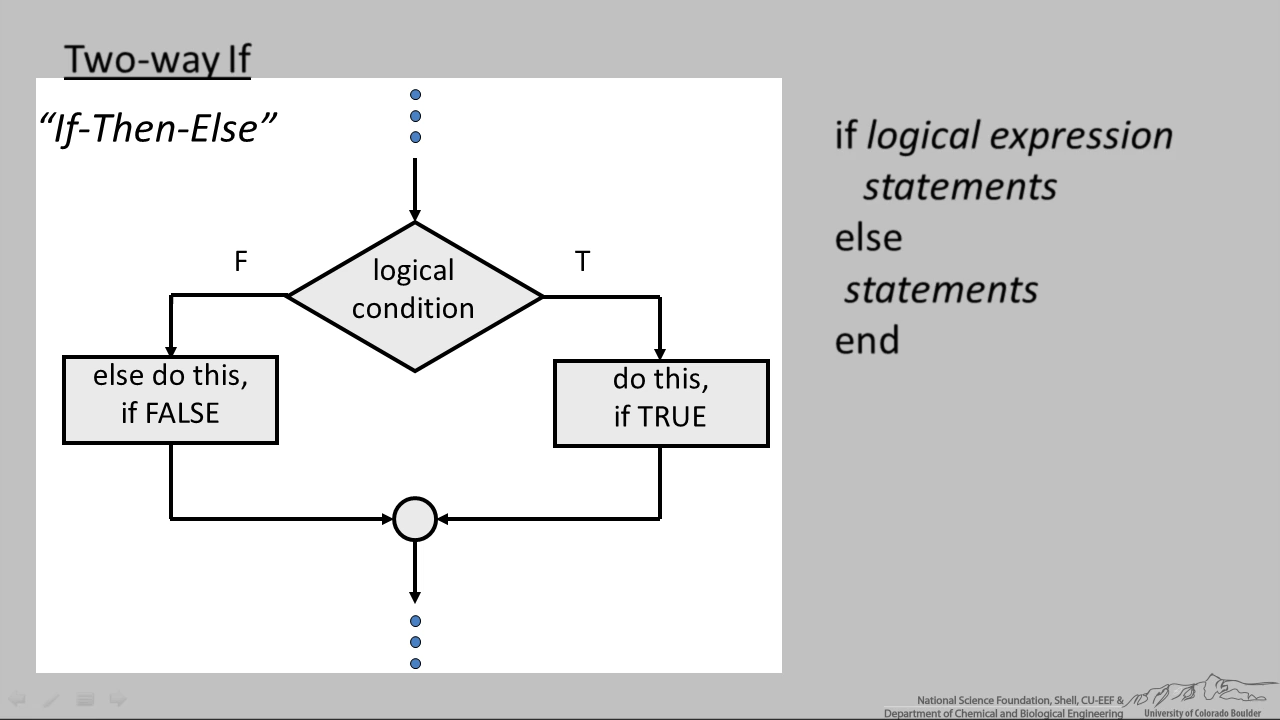 Two-way If
“If-Then-Else”
F
T
logical
condition
else do this,
if FALSE
do this,
if TRUE
if logical expression
statements
else
statements
end
National Science Foundation, Shell, CU-EEF &
Department of Chemical and Biological Engineering
University of Colorado Boulder